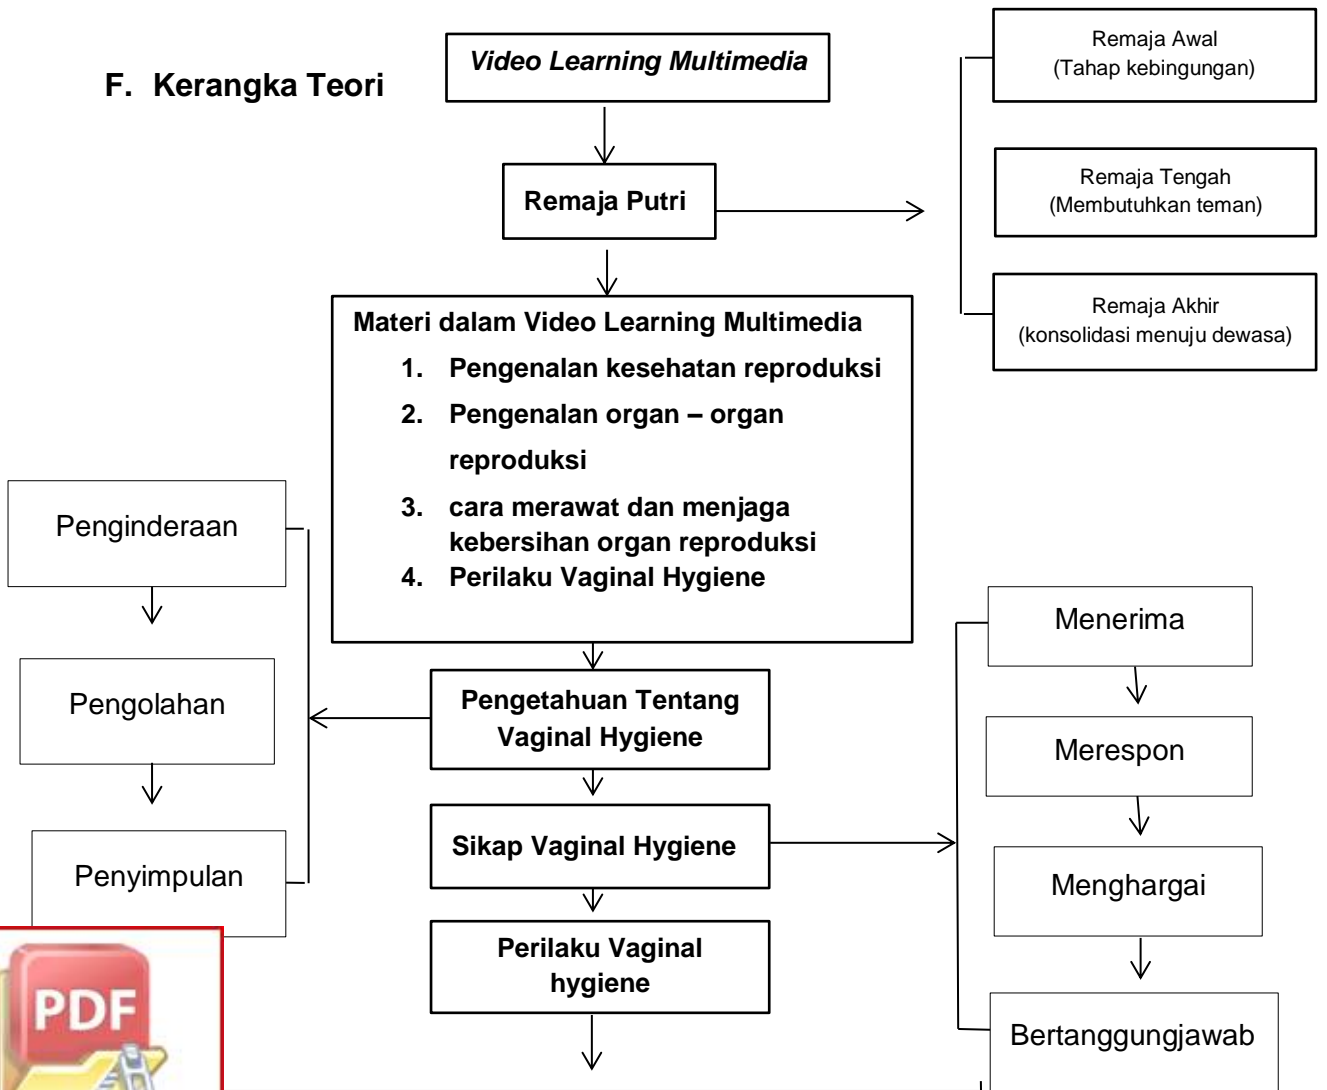 F. Kerangka Teori
Video Learning Multimedia
Remaja Awal
(Tahap kebingungan)
Remaja Putri
Remaja Tengah
(Membutuhkan teman)
Remaja Akhir
(konsolidasi menuju dewasa)
Materi dalam Video Learning Multimedia
1. Pengenalan kesehatan reproduksi
2. Pengenalan organ – organ
reproduksi
3. cara merawat dan menjaga
kebersihan organ reproduksi
4. Perilaku Vaginal Hygiene
Penginderaan
Pengolahan
Penyimpulan
Pengetahuan Tentang
Vaginal Hygiene
Sikap Vaginal Hygiene
Perilaku Vaginal
hygiene
Menerima
Merespon
Menghargai
Bertanggungjawab
PDF